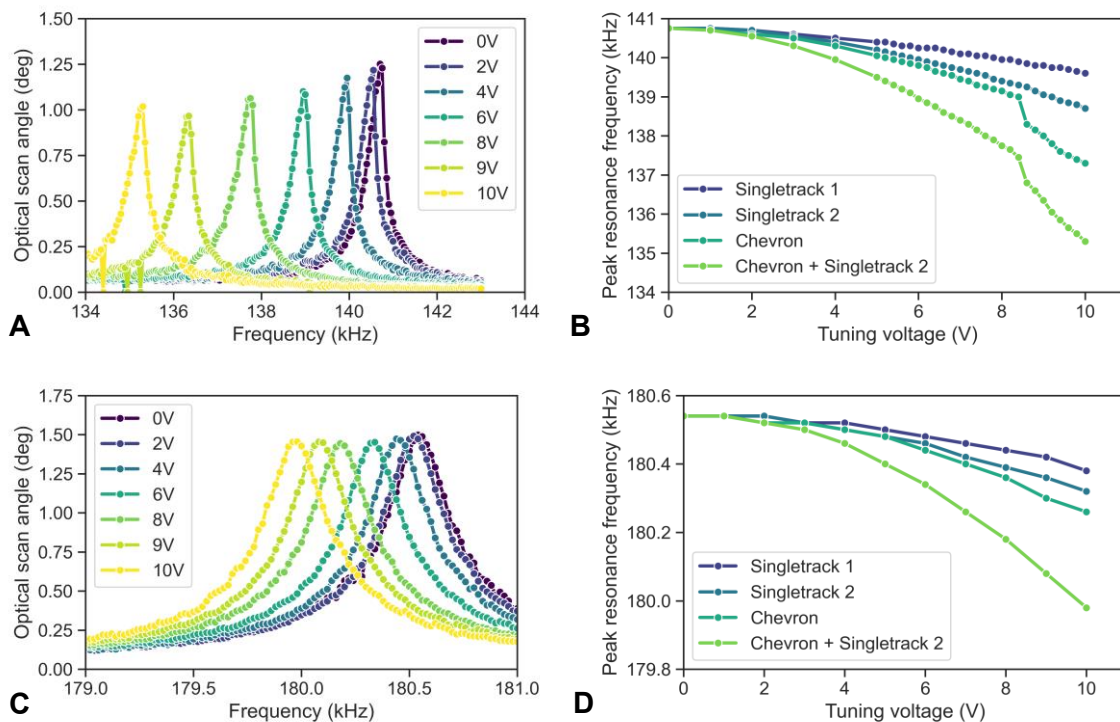 1.50
1.25
1.00
0.75
0.50
0.25
0.00
Optical scan angle (deg)
0V
2V
4V
6V
8V
9V
10V
134 136 138 140 142 144
Frequency (kHz)
A
141
140
139
138
137
136
135
134
Peak resonance frequency (kHz)
Singletrack 1
Singletrack 2
Chevron
Chevron + Singletrack 2
0 2 4 6 8 10
Tuning voltage (V)
B
1.75
1.50
1.25
1.00
0.75
0.50
0.25
0.00
Optical scan angle (deg)
0V
2V
4V
6V
8V
9V
10V
179.0 179.5 180.0 180.5 181.0
Frequency (kHz)
C
180.6
180.4
180.2
180.0
179.8
Peak resonance frequency (kHz)
Singletrack 1
Singletrack 2
Chevron
Chevron + Singletrack 2
0 2 4 6 8 10
Tuning voltage (V)
D